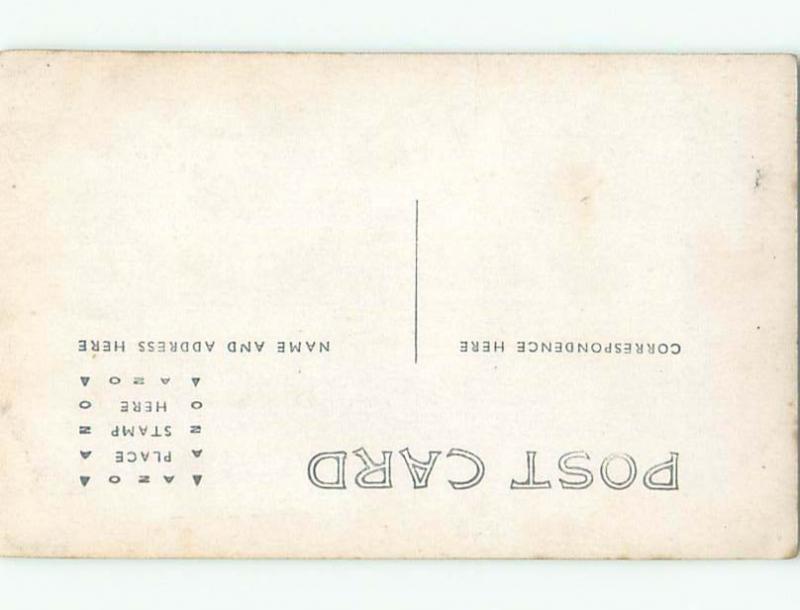 POST CARD
▲ A Z O ▲
A PLACE A
Z STAMP Z
O HERE O
▲ A Z O ▲
CORRESPONDENCE HERE
NAME AND ADDRESS HERE